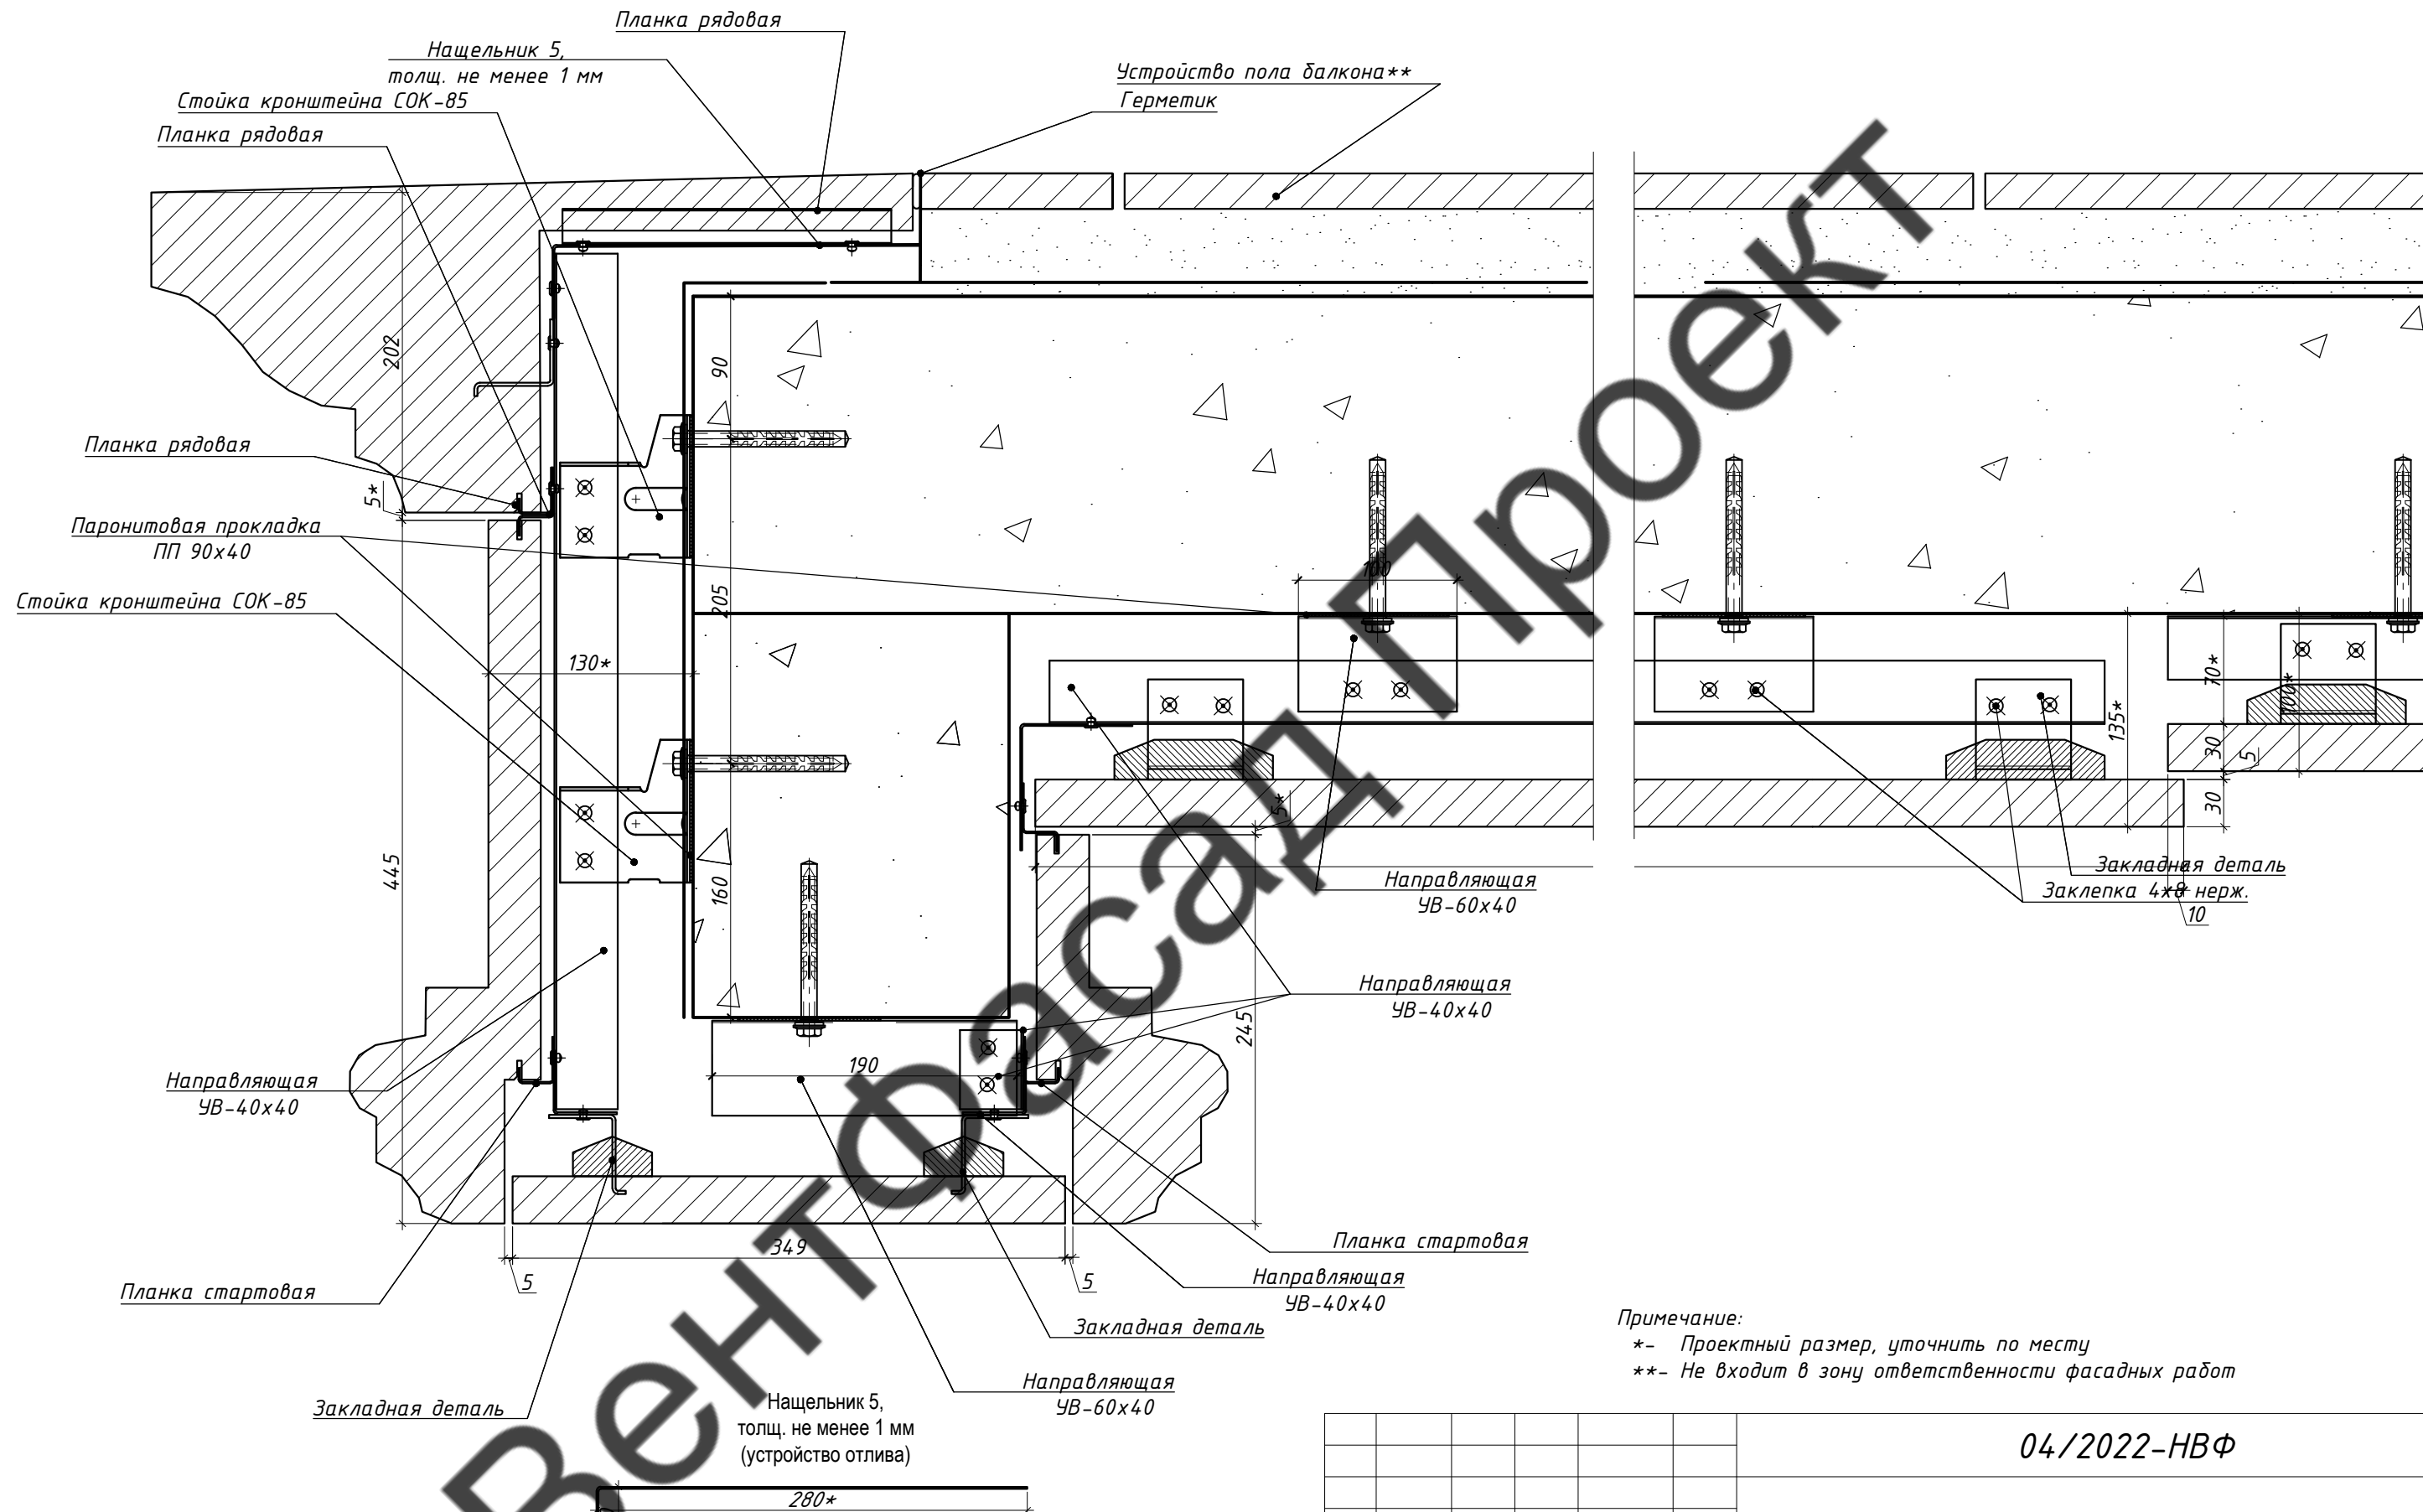 Планка рядовая
Нащельник 5,
толщ. не менее 1 мм
Стойка кронштейна СОК-85
Планка рядовая
Устройство пола балкона**
Герметик
202
90
Планка рядовая
5*
Паронитовая прокладка
ПП 90х40
Стойка кронштейна СОК-85
205
130*
100
70*
100*
135*
30
5
30
5*
445
160
Направляющая
УВ-60х40
Закладная деталь
Заклепка 4х8 нерж.
10
Направляющая
УВ-40х40
245
190
Направляющая
УВ-40х40
349
5
5
Планка стартовая
Планка стартовая
Направляющая
УВ-40х40
Закладная деталь
Направляющая
УВ-60х40
Закладная деталь
Нащельник 5,
толщ. не менее 1 мм
(устройство отлива)
280*
Примечание:
*- Проектный размер, уточнить по месту
**- Не входит в зону ответственности фасадных работ
04/2022-НВФ
ВентФасад Проект